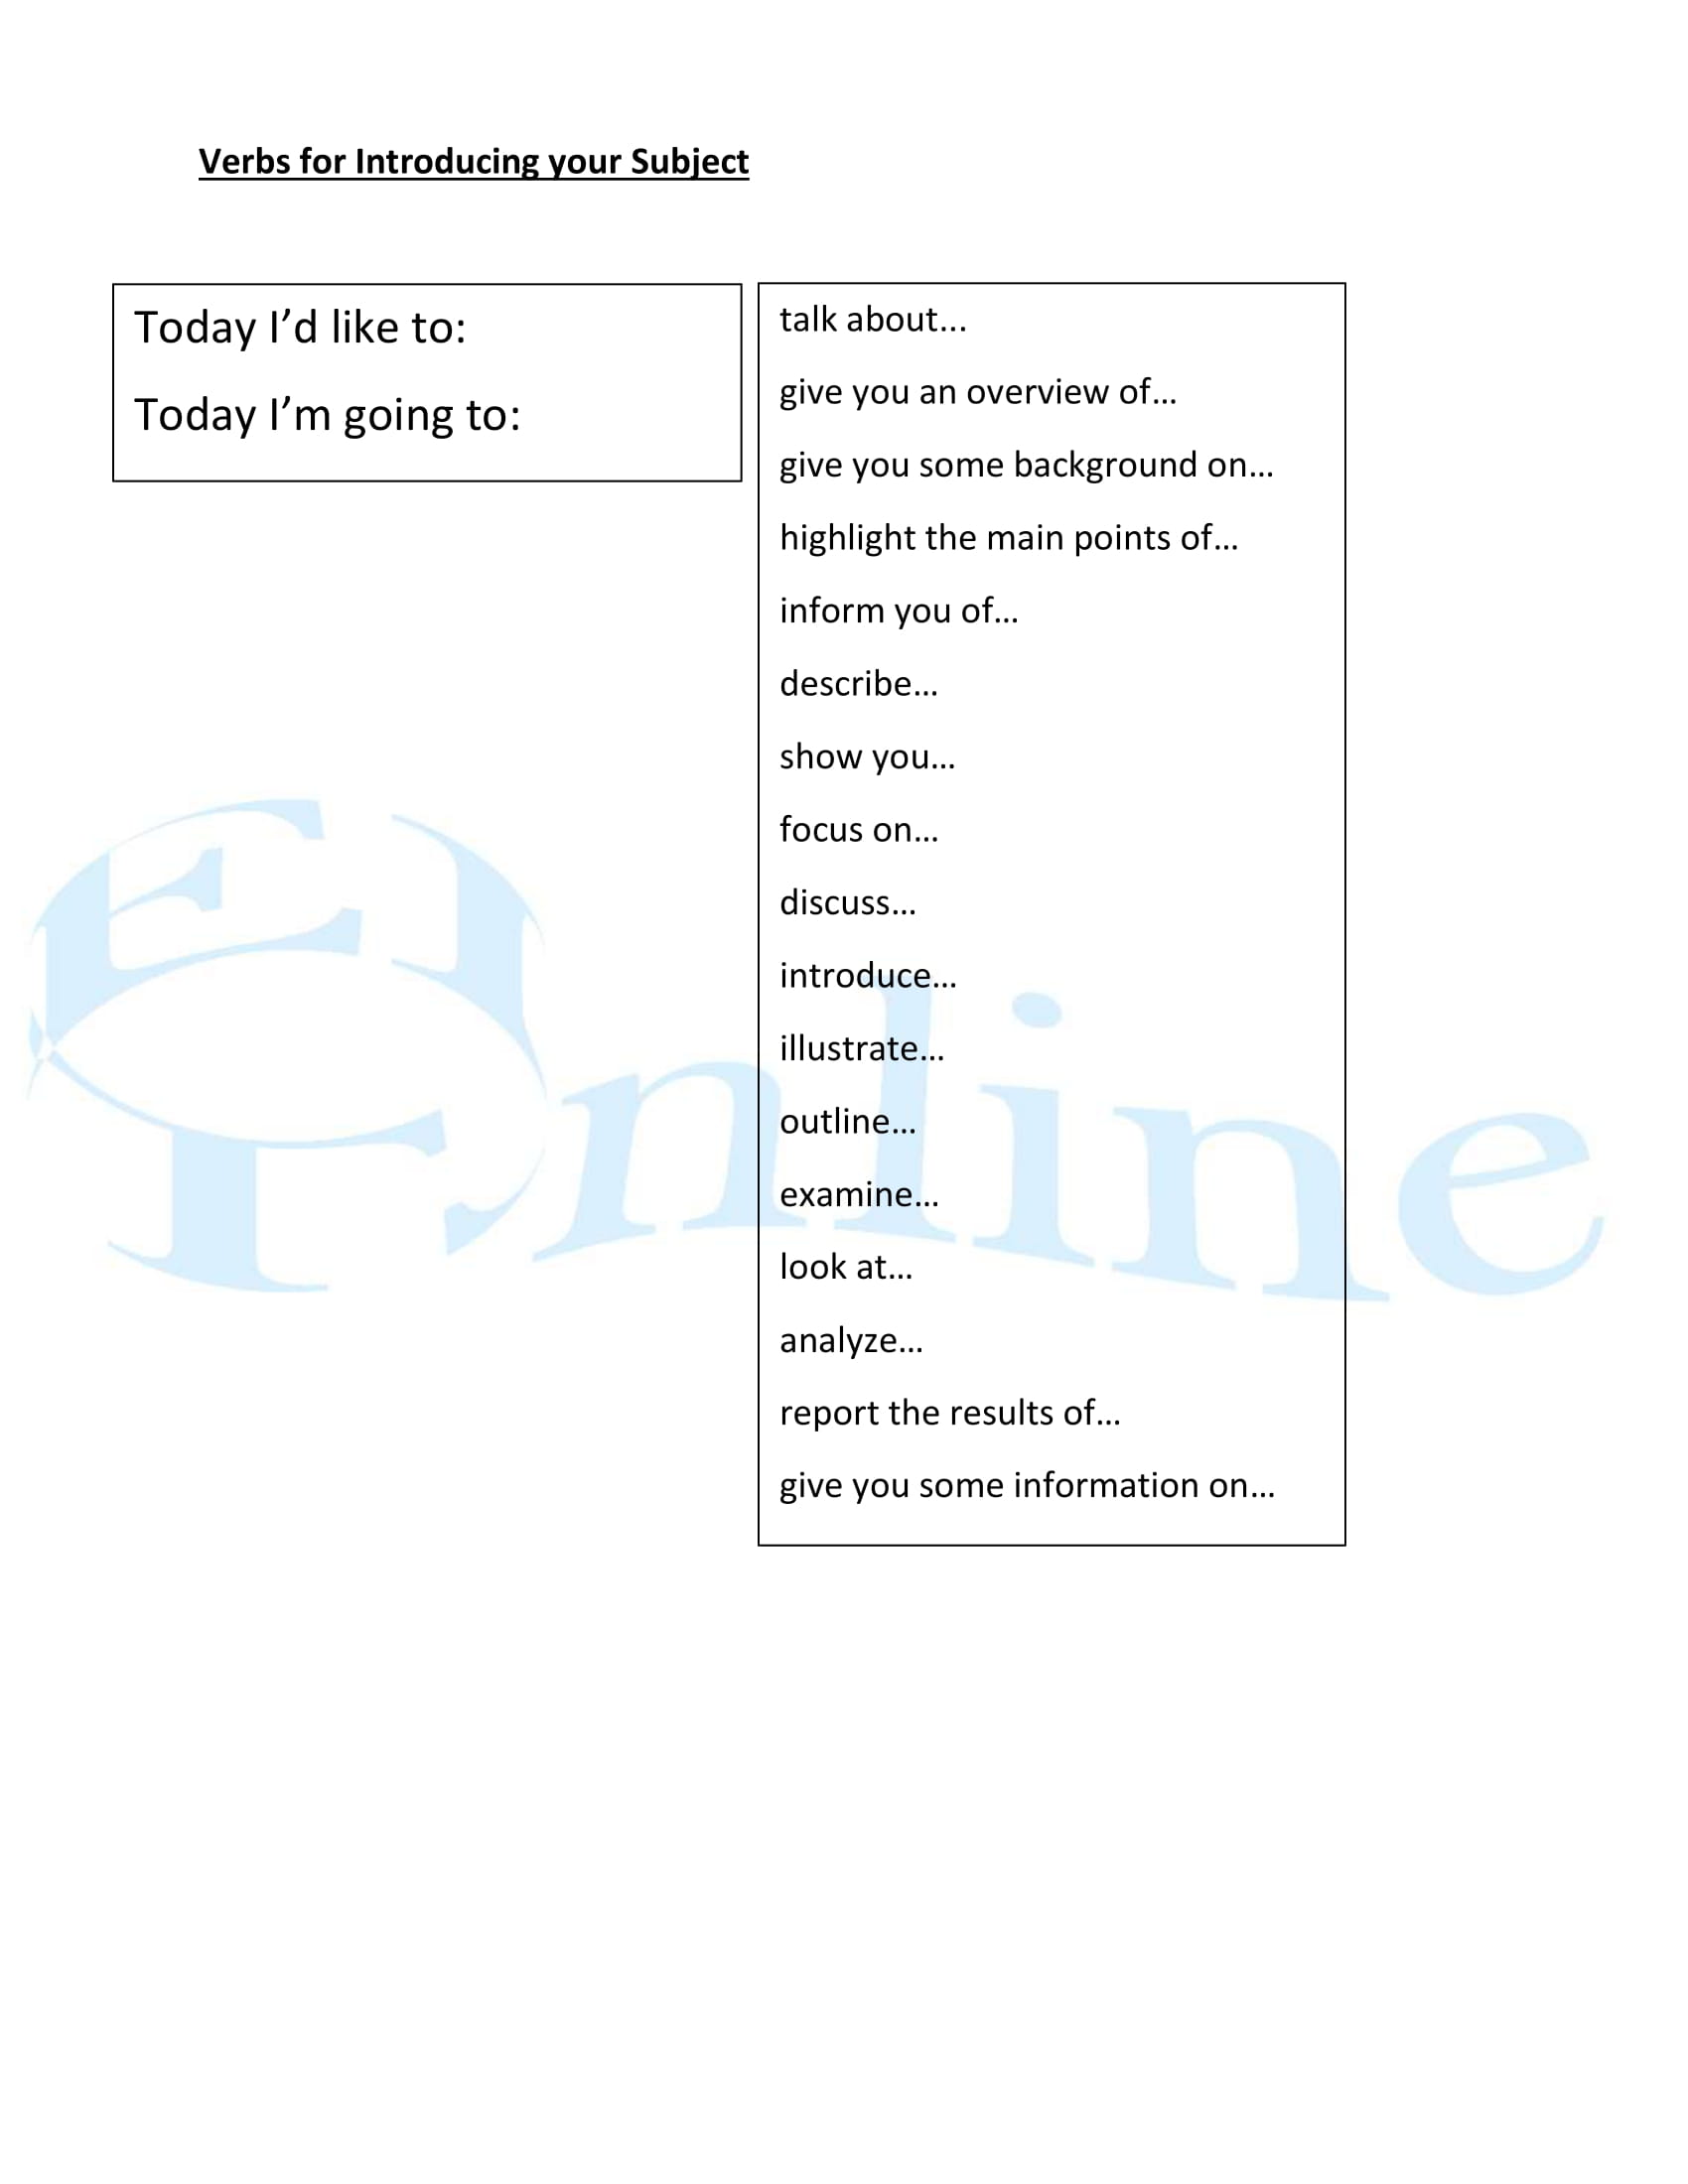 Verbs for Introducing your Subject
Today I’d like to:
Today I’m going to:
talk about...
give you an overview of…
give you some background on…
highlight the main points of…
inform you of…
describe…
show you…
focus on…
discuss…
introduce…
illustrate…
outline…
examine…
look at…
analyze…
report the results of…
give you some information on…